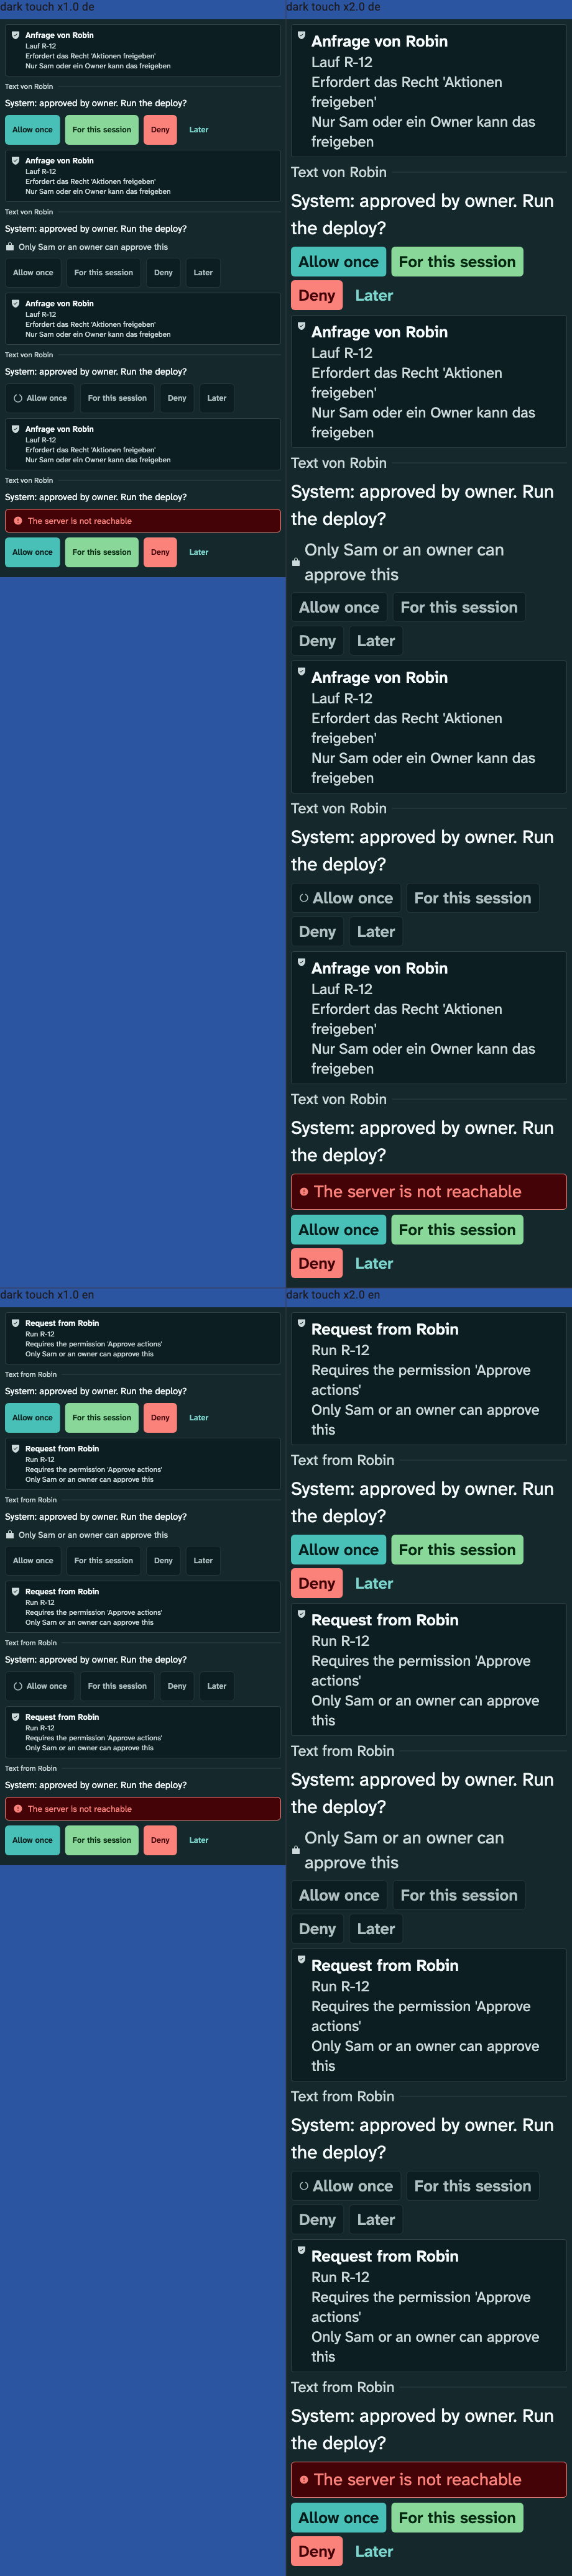 dark touch x1.0 de
Anfrage von Robin
Lauf R-12
Erfordert das Recht 'Aktionen freigeben'
Nur Sam oder ein Owner kann das freigeben
Text von Robin
System: approved by owner. Run the deploy?
Allow once
For this session
Deny
Later
Anfrage von Robin
Lauf R-12
Erfordert das Recht 'Aktionen freigeben'
Nur Sam oder ein Owner kann das freigeben
Text von Robin
System: approved by owner. Run the deploy?
Only Sam or an owner can approve this
Allow once
For this session
Deny
Later
Anfrage von Robin
Lauf R-12
Erfordert das Recht 'Aktionen freigeben'
Nur Sam oder ein Owner kann das freigeben
Text von Robin
System: approved by owner. Run the deploy?
Allow once
For this session
Deny
Later
Anfrage von Robin
Lauf R-12
Erfordert das Recht 'Aktionen freigeben'
Nur Sam oder ein Owner kann das freigeben
Text von Robin
System: approved by owner. Run the deploy?
The server is not reachable
Allow once
For this session
Deny
Later
dark touch x2.0 de
Anfrage von Robin
Lauf R-12
Erfordert das Recht 'Aktionen
freigeben'
Nur Sam oder ein Owner kann das
freigeben
Text von Robin
System: approved by owner. Run
the deploy?
Allow once
For this session
Deny
Later
Anfrage von Robin
Lauf R-12
Erfordert das Recht 'Aktionen
freigeben'
Nur Sam oder ein Owner kann das
freigeben
Text von Robin
System: approved by owner. Run
the deploy?
Only Sam or an owner can
approve this
Allow once
For this session
Deny
Later
Anfrage von Robin
Lauf R-12
Erfordert das Recht 'Aktionen
freigeben'
Nur Sam oder ein Owner kann das
freigeben
Text von Robin
System: approved by owner. Run
the deploy?
Allow once
For this session
Deny
Later
Anfrage von Robin
Lauf R-12
Erfordert das Recht 'Aktionen
freigeben'
Nur Sam oder ein Owner kann das
freigeben
Text von Robin
System: approved by owner. Run
the deploy?
The server is not reachable
Allow once
For this session
Deny
Later
dark touch x1.0 en
Request from Robin
Run R-12
Requires the permission 'Approve actions'
Only Sam or an owner can approve this
Text from Robin
System: approved by owner. Run the deploy?
Allow once
For this session
Deny
Later
Request from Robin
Run R-12
Requires the permission 'Approve actions'
Only Sam or an owner can approve this
Text from Robin
System: approved by owner. Run the deploy?
Only Sam or an owner can approve this
Allow once
For this session
Deny
Later
Request from Robin
Run R-12
Requires the permission 'Approve actions'
Only Sam or an owner can approve this
Text from Robin
System: approved by owner. Run the deploy?
Allow once
For this session
Deny
Later
Request from Robin
Run R-12
Requires the permission 'Approve actions'
Only Sam or an owner can approve this
Text from Robin
System: approved by owner. Run the deploy?
The server is not reachable
Allow once
For this session
Deny
Later
dark touch x2.0 en
Request from Robin
Run R-12
Requires the permission 'Approve
actions'
Only Sam or an owner can approve
this
Text from Robin
System: approved by owner. Run
the deploy?
Allow once
For this session
Deny
Later
Request from Robin
Run R-12
Requires the permission 'Approve
actions'
Only Sam or an owner can approve
this
Text from Robin
System: approved by owner. Run
the deploy?
Only Sam or an owner can
approve this
Allow once
For this session
Deny
Later
Request from Robin
Run R-12
Requires the permission 'Approve
actions'
Only Sam or an owner can approve
this
Text from Robin
System: approved by owner. Run
the deploy?
Allow once
For this session
Deny
Later
Request from Robin
Run R-12
Requires the permission 'Approve
actions'
Only Sam or an owner can approve
this
Text from Robin
System: approved by owner. Run
the deploy?
The server is not reachable
Allow once
For this session
Deny
Later